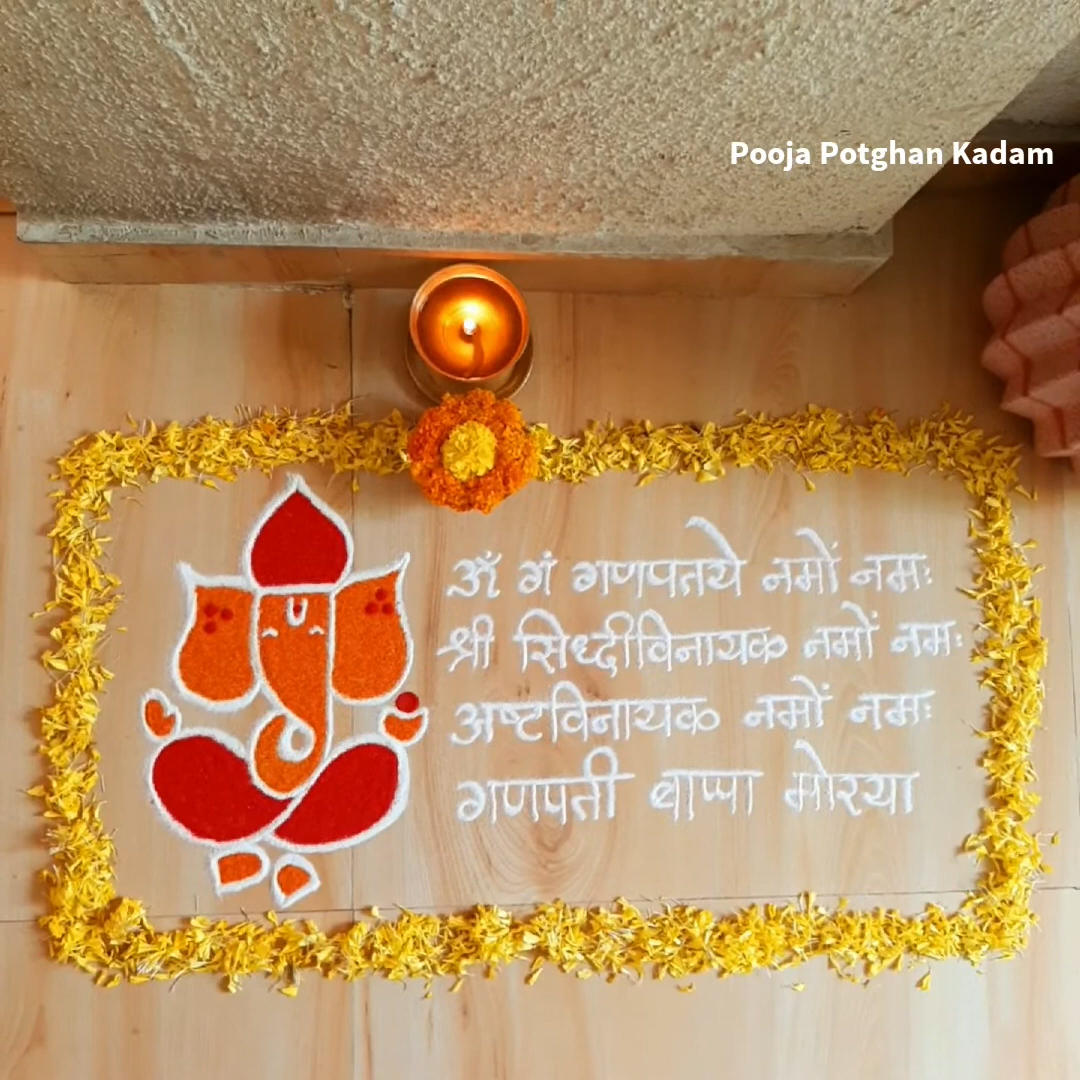 Pooja Potghan Kadam
ॐ गं गणपतये नमों नमः
श्री सिध्दीविनायक नमों नमः
अष्टविनायक नमों नमः
गणपती बाप्पा मोरया